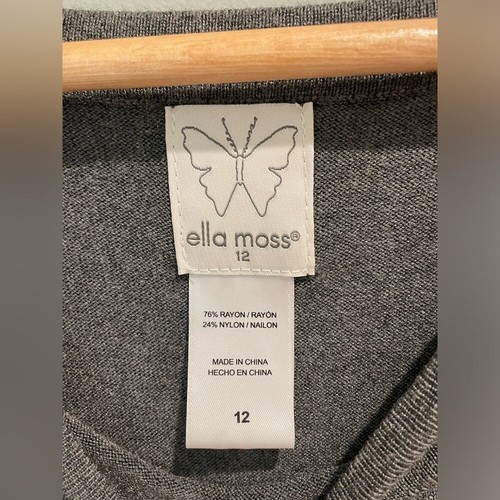 ella moss®
12
76% RAYON / RAYÓN
24% NYLON / NAILON
MADE IN CHINA
HECHO EN CHINA
12